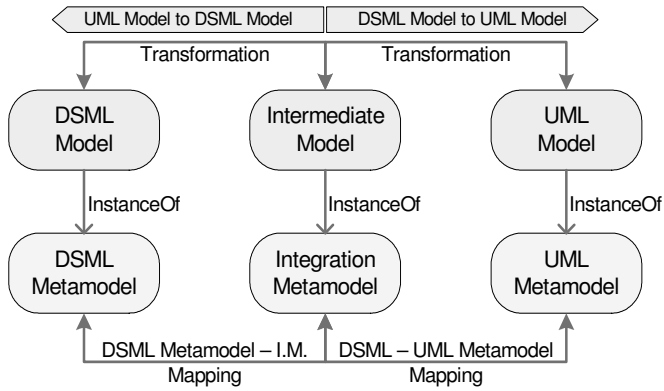 UML Model to DSML Model
DSML Model to UML Model
Transformation
Transformation
DSML
Model
Intermediate
Model
UML
Model
InstanceOf
InstanceOf
InstanceOf
DSML
Metamodel
Integration
Metamodel
UML
Metamodel
DSML Metamodel – I.M.
Mapping
DSML – UML Metamodel
Mapping